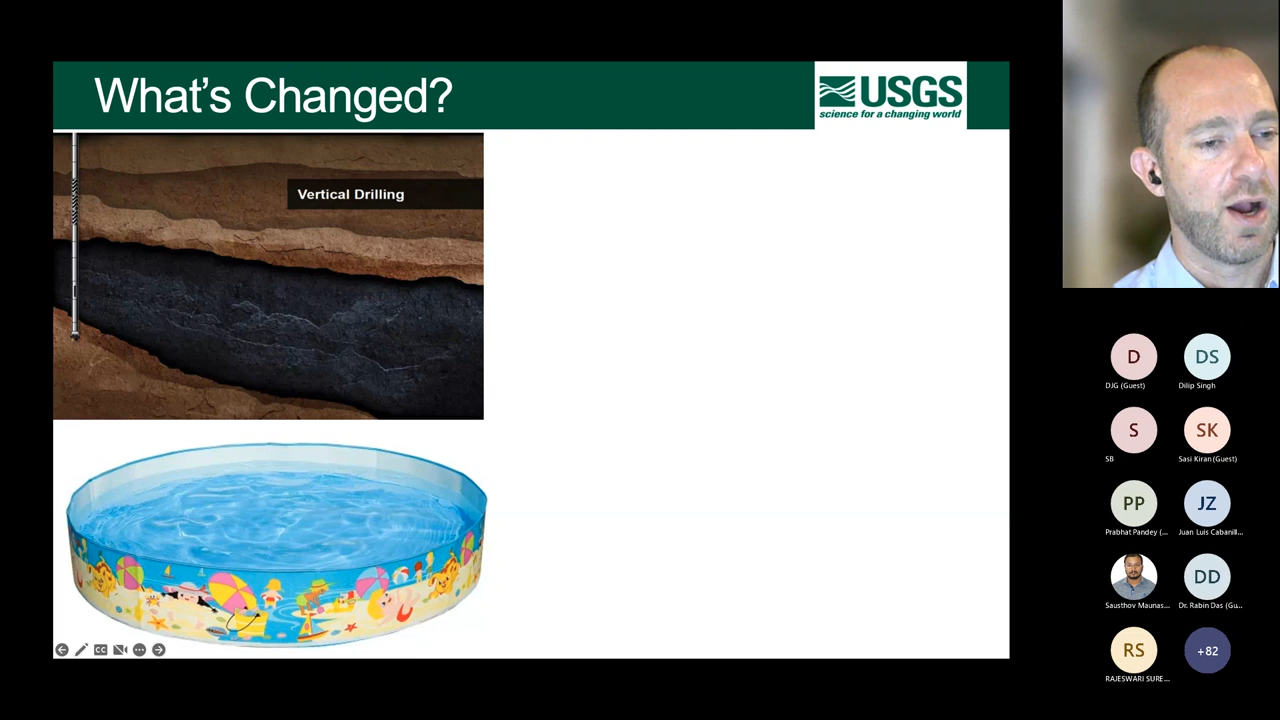 What's Changed?
USGS
science for a changing world
Vertical Drilling
CC
D
DJG (Guest)
DS
Dilip Singh
S
SB
SK
Sasi Kiran (Guest)
PP
Prabhat Pandey (...
JZ
Juan Luis Cabanill...
Sausthov Maunas...
DD
Dr. Rabin Das (Gu...
RS
RAJESWARI SURE...
+82